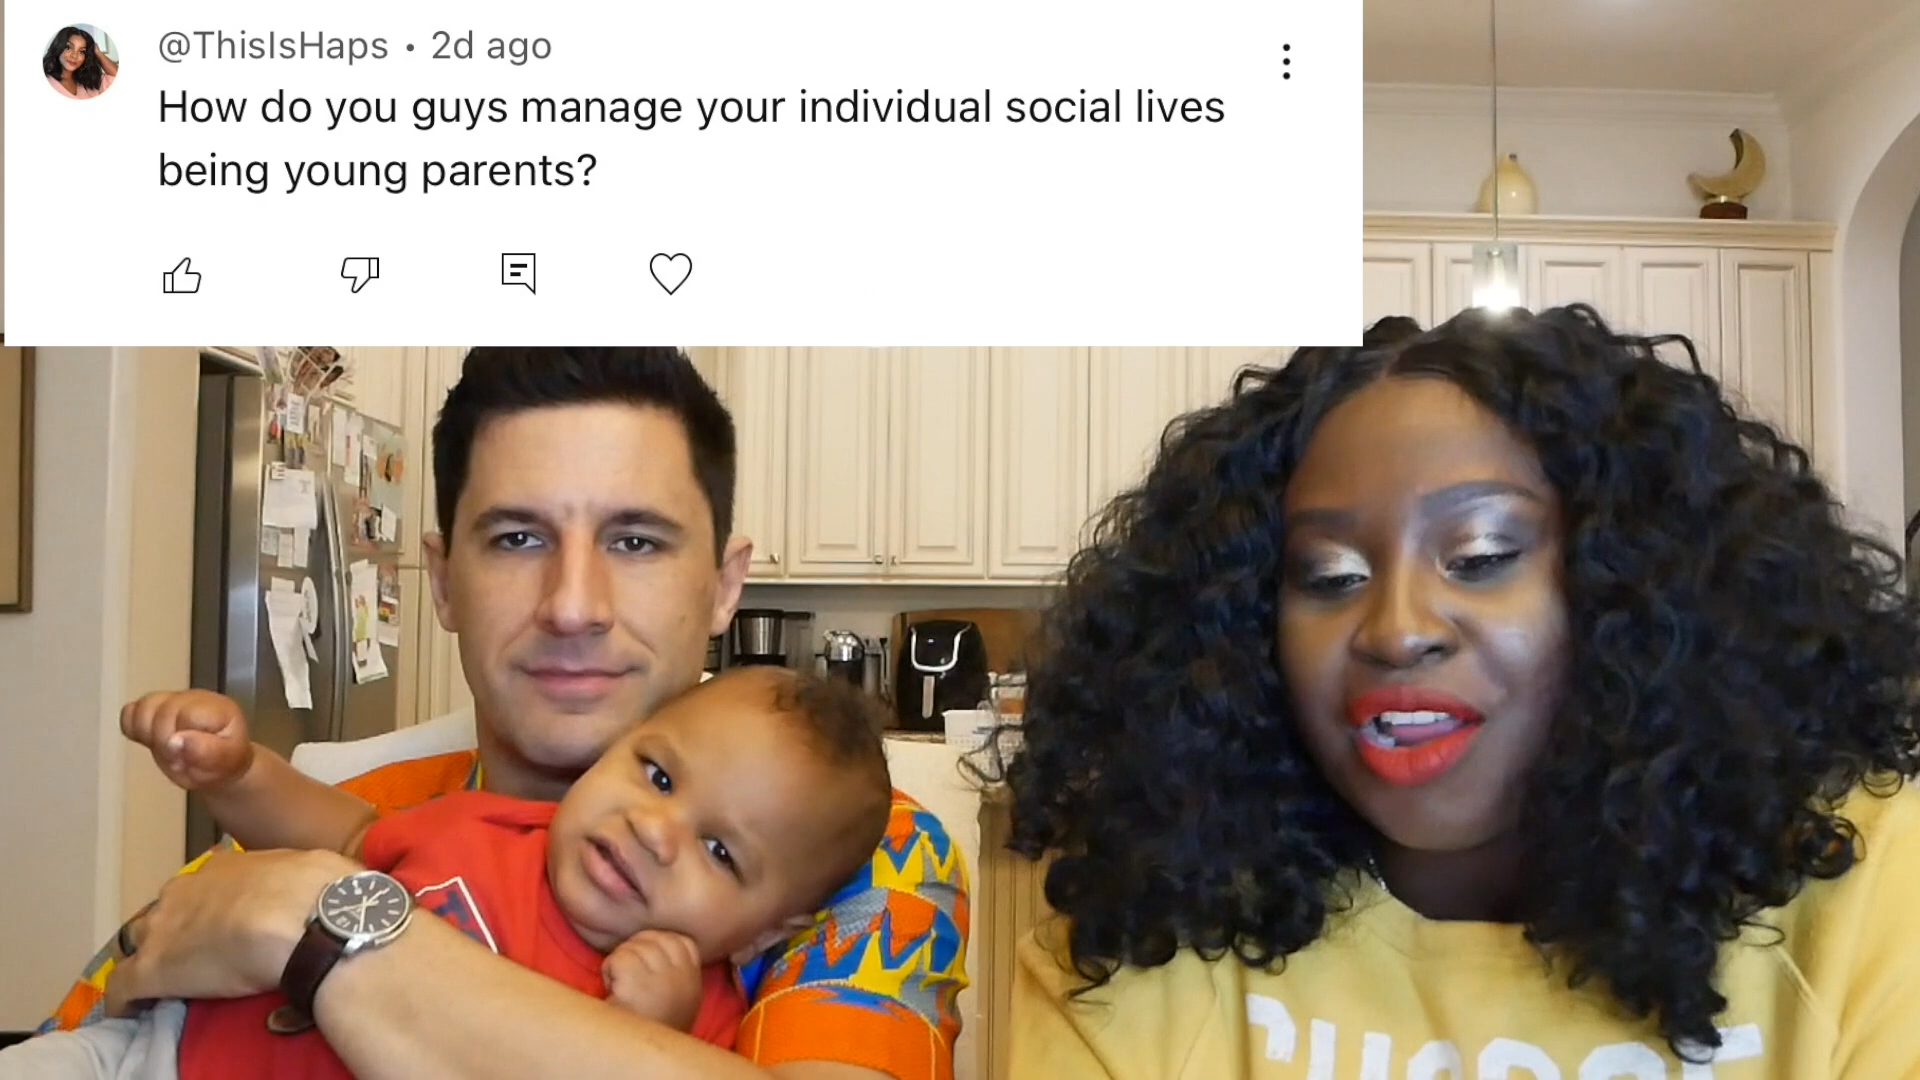 @ThisIsHaps • 2d ago
How do you guys manage your individual social lives
being young parents?